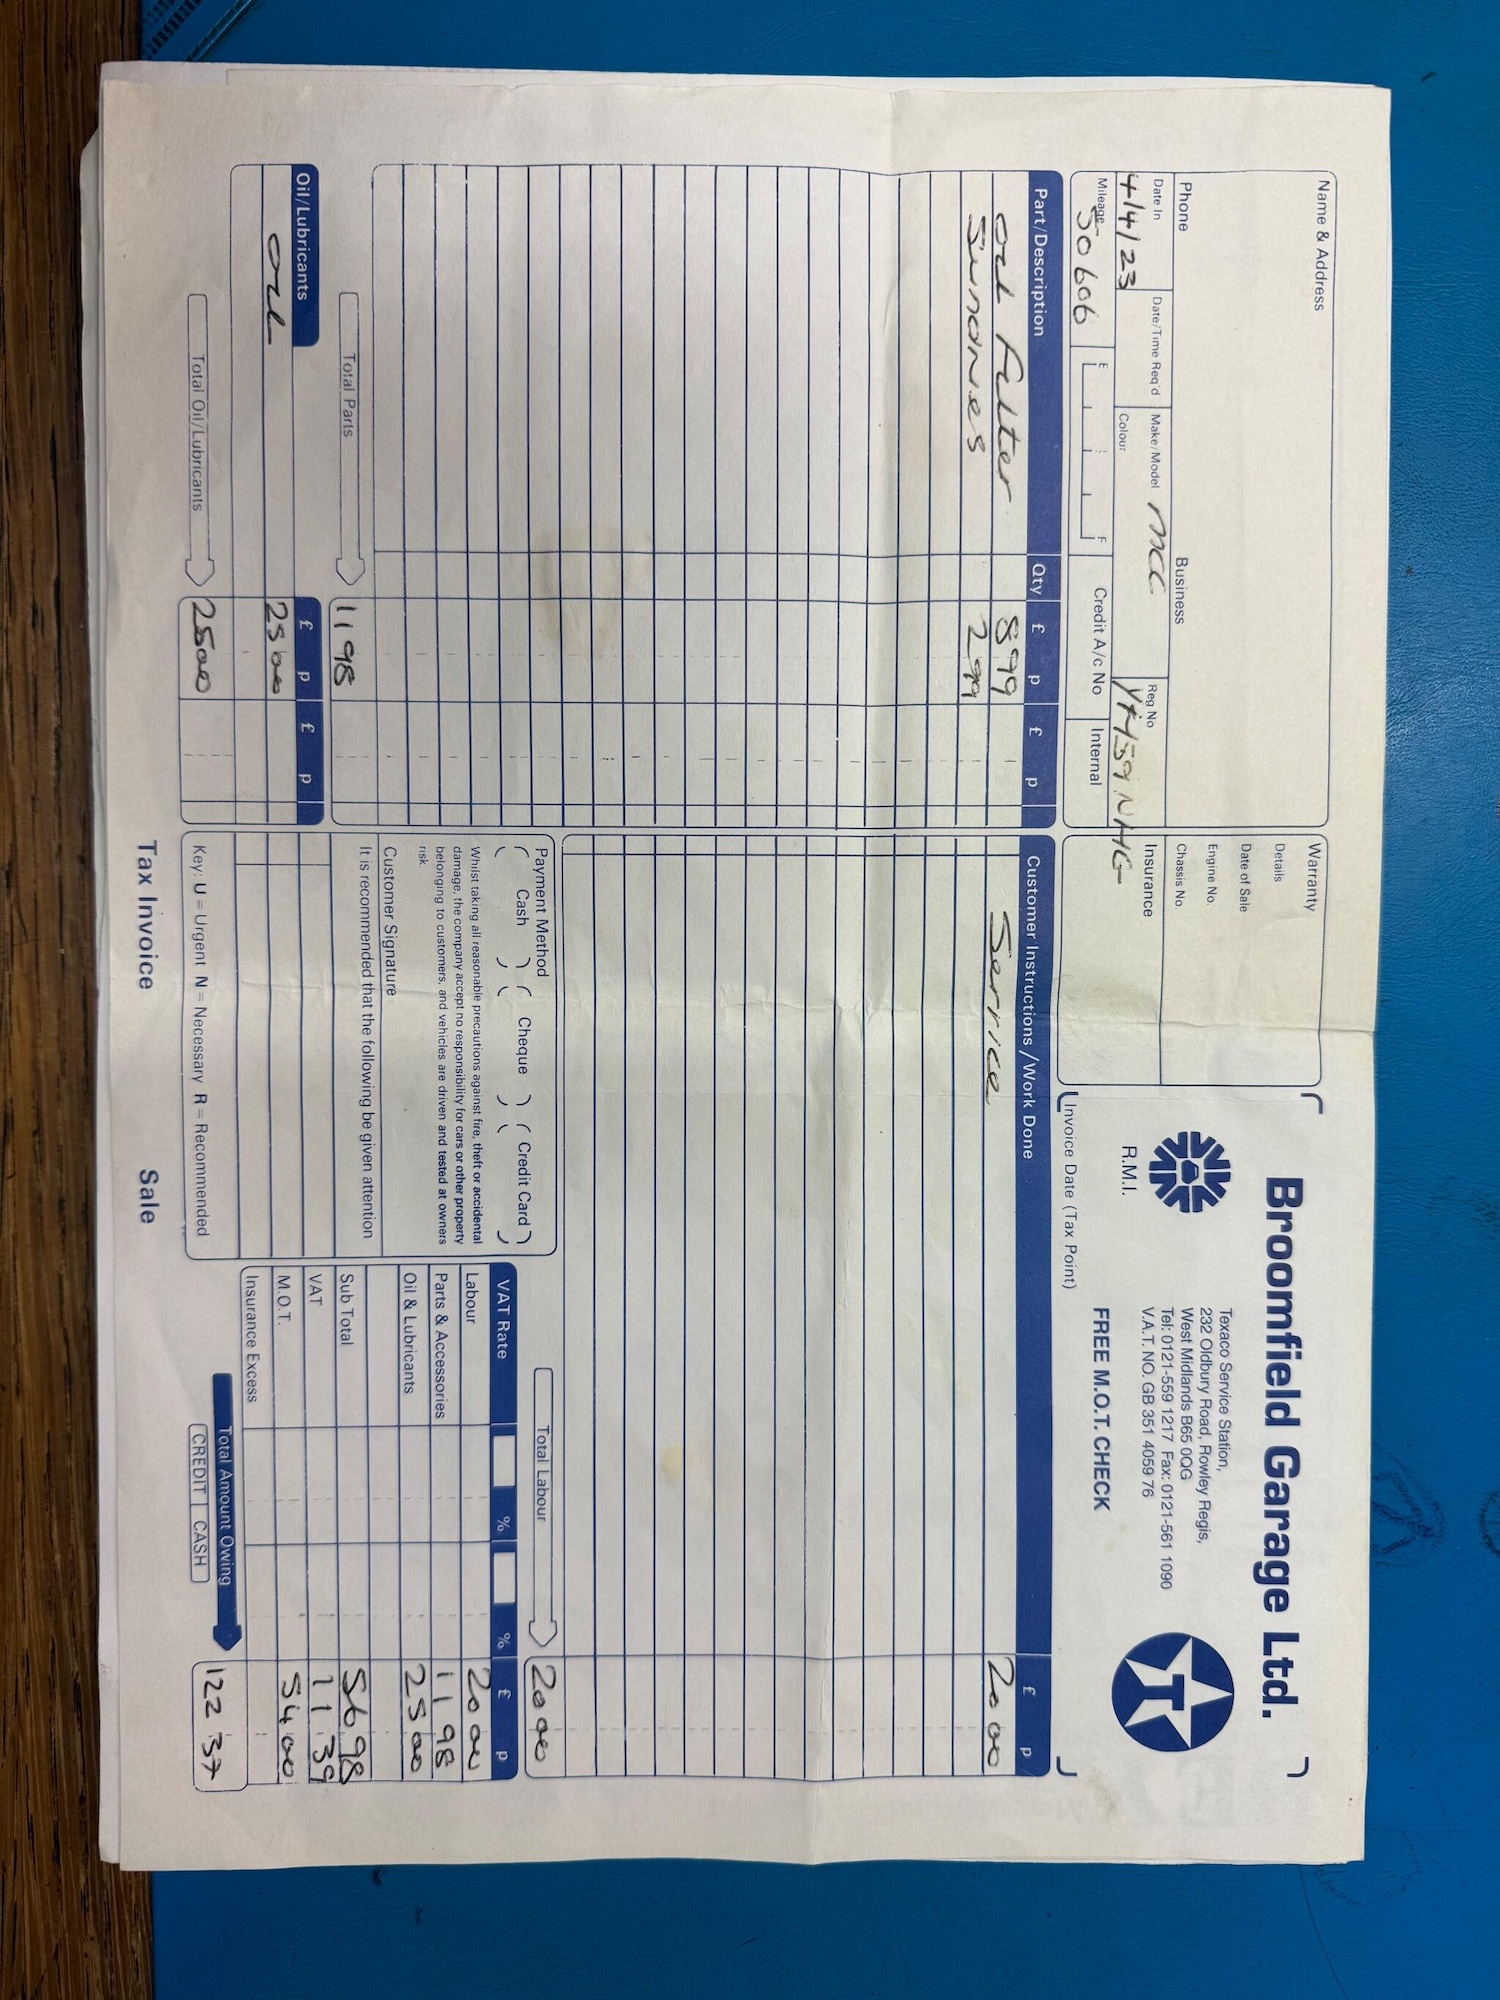 Name & Address
Phone
Business
Date In
4/4/23
Date/Time Req'd
Make/Model
MCC
Reg No
YH59 NHG
Mileage
50606
E
F
Colour
Credit A/c No
Internal
Warranty
Details
Date of Sale
Engine No.
Chassis No.
Insurance
Broomfield Garage Ltd.
R.M.I.
Texaco Service Station,
232 Oldbury Road, Rowley Regis,
West Midlands B65 0QG
Tel: 0121-559 1217 Fax: 0121-561 1090
V.A.T. NO. GB 351 4059 76
T
FREE M.O.T. CHECK
Invoice Date (Tax Point)
Part/Description Qty £ p £ p
oil filter 8 99
Sundries 2 99
Total Parts 11 98
Oil/Lubricants £ p £ p
oil 25 00
Total Oil/Lubricants 25 00
Customer Instructions / Work Done £ p
Service 20 00
Total Labour 20 00
Payment Method
( Cash ) ( Cheque ) ( Credit Card )
Whilst taking all reasonable precautions against fire, theft or accidental
damage, the company accept no responsibility for cars or other property
belonging to customers, and vehicles are driven and tested at owners
risk
Customer Signature
It is recommended that the following be given attention
Key: U = Urgent N = Necessary R = Recommended
VAT Rate % % £ p
Labour 20 00
Parts & Accessories 11 98
Oil & Lubricants 25 00
Sub Total 56 98
VAT 11 39
M.O.T. 54 00
Insurance Excess
Total Amount Owing 122 37
CREDIT CASH
Tax Invoice Sale